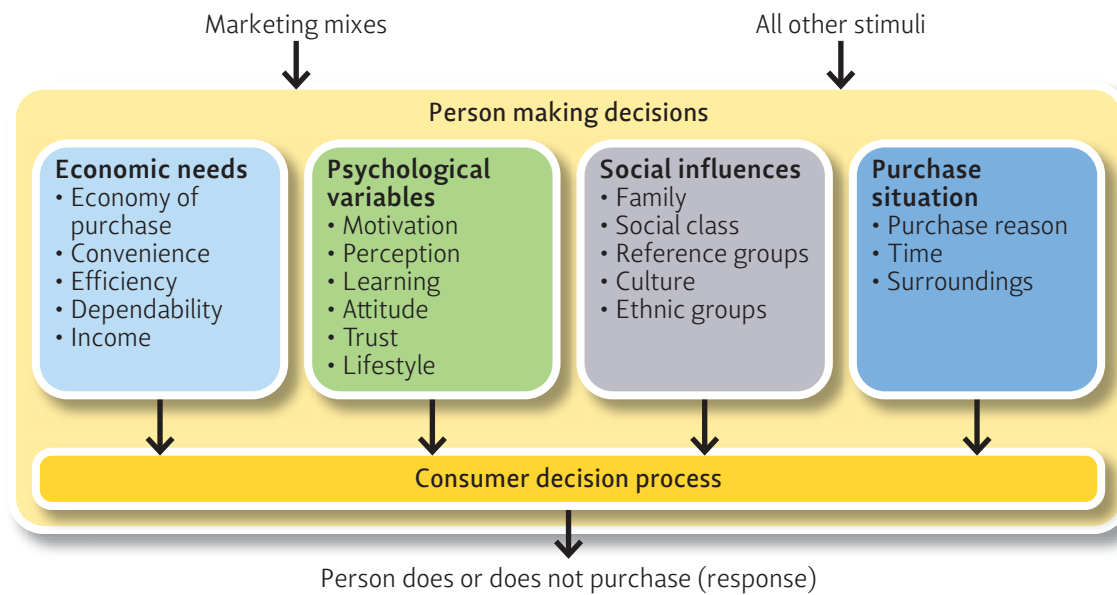 Marketing mixes
All other stimuli
Person making decisions
Economic needs
• Economy of
purchase
• Convenience
• Efficiency
• Dependability
• Income
Psychological
variables
• Motivation
• Perception
• Learning
• Attitude
• Trust
• Lifestyle
Social influences
• Family
• Social class
• Reference groups
• Culture
• Ethnic groups
Purchase
situation
• Purchase reason
• Time
• Surroundings
Consumer decision process
Person does or does not purchase (response)